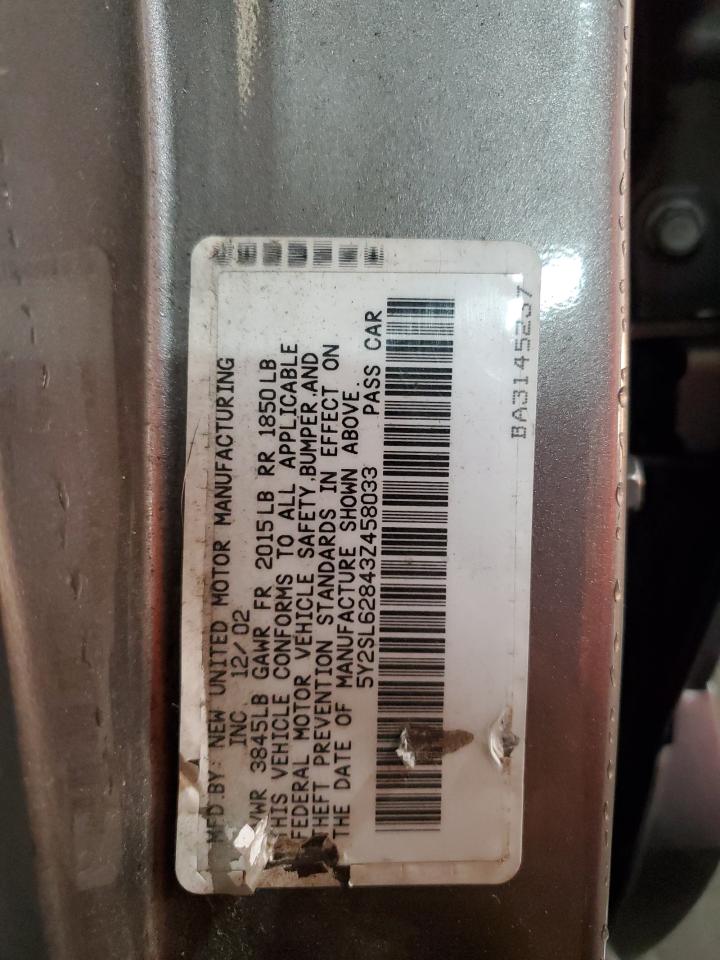 MFD.BY: NEW UNITED MOTOR MANUFACTURING
INC 12/02
VWR 3845LB GAWR FR 2015LB RR 1850LB
THIS VEHICLE CONFORMS TO ALL APPLICABLE
FEDERAL MOTOR VEHICLE SAFETY,BUMPER,AND
THEFT PREVENTION STANDARDS IN EFFECT ON
THE DATE OF MANUFACTURE SHOWN ABOVE.
5Y2SL62843Z458033 PASS CAR
BA3145237